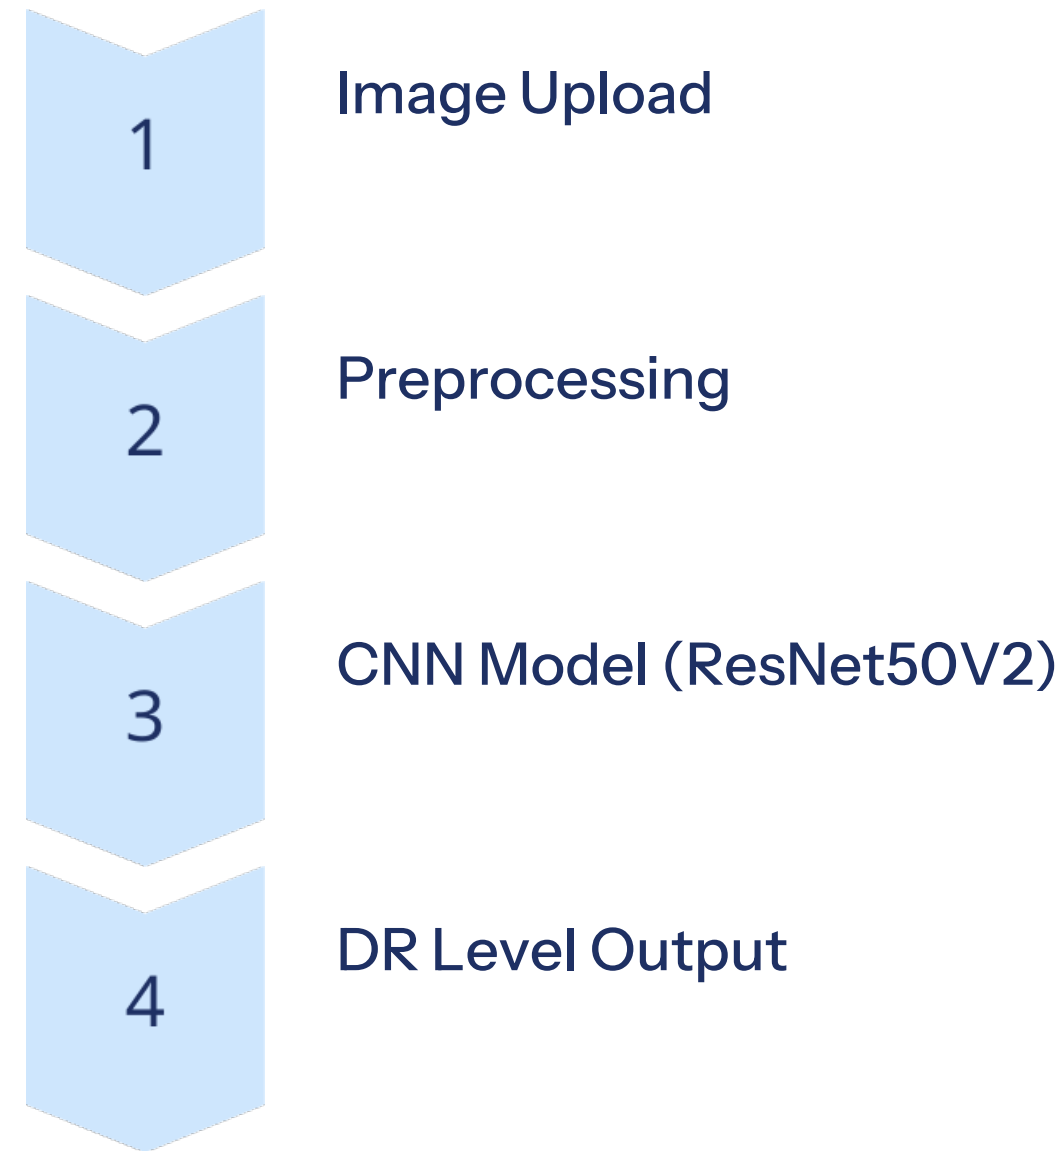 1
Image Upload
2
Preprocessing
3
CNN Model (ResNet50V2)
4
DR Level Output